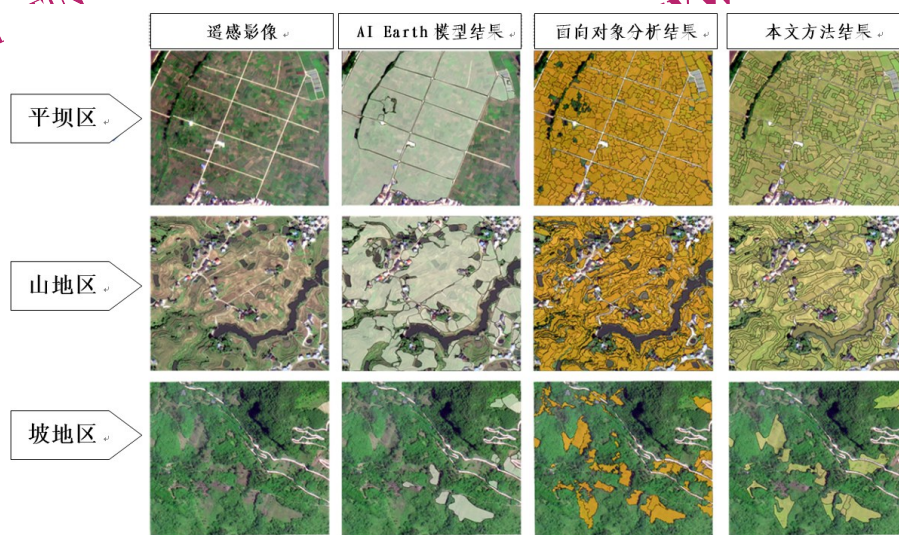 遥感影像
AI Earth 模型结果
面向对象分析结果
本文方法结果
平坝区
山地区
坡地区